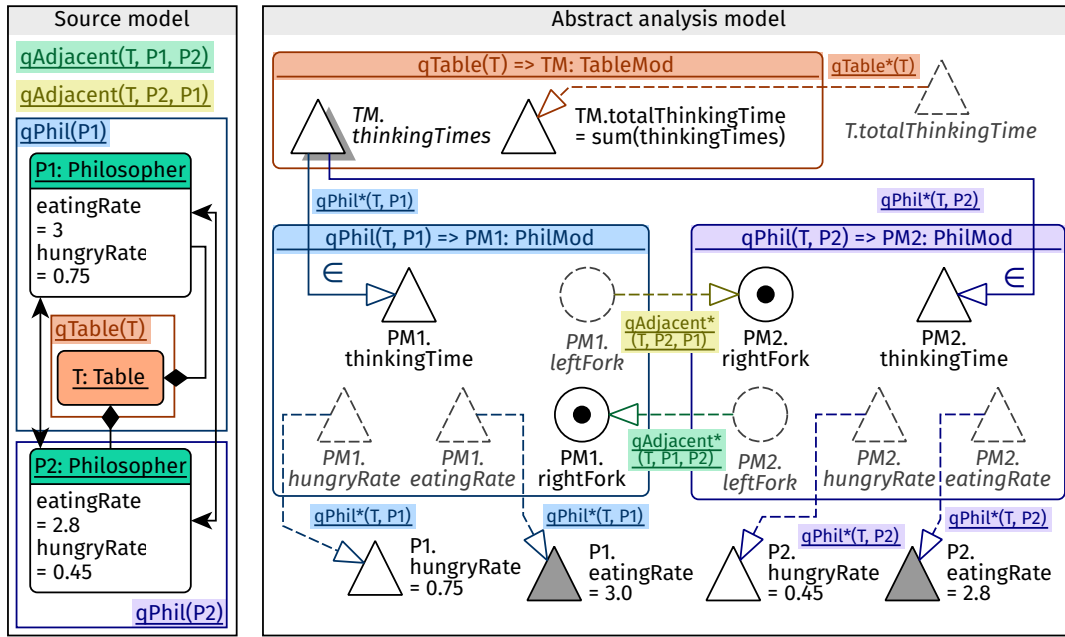 Source model
qAdjacent(T, P1, P2)
qAdjacent(T, P2, P1)
qPhil(P1)
P1: Philosopher
eatingRate
= 3
hungryRate
= 0.75
qTable(T)
T: Table
P2: Philosopher
eatingRate
= 2.8
hungryRate
= 0.45
qPhil(P2)
Abstract analysis model
qTable(T) => TM: TableMod
qTable*(T)
TM.
thinkingTimes
TM.totalThinkingTime
= sum(thinkingTimes)
T.totalThinkingTime
qPhil*(T, P1)
qPhil*(T, P2)
qPhil(T, P1) => PM1: PhilMod
qPhil(T, P2) => PM2: PhilMod
∈
∈
PM1.
thinkingTime
PM1.
leftFork
qAdjacent*
(T, P2, P1)
PM2.
rightFork
PM2.
thinkingTime
PM1.
hungryRate
PM1.
eatingRate
PM1.
rightFork
qAdjacent*
(T, P1, P2)
PM2.
leftFork
PM2.
hungryRate
PM2.
eatingRate
qPhil*(T, P1)
qPhil*(T, P1)
qPhil*(T, P2)
qPhil*(T, P2)
P1.
hungryRate
= 0.75
P1.
eatingRate
= 3.0
P2.
hungryRate
= 0.45
P2.
eatingRate
= 2.8